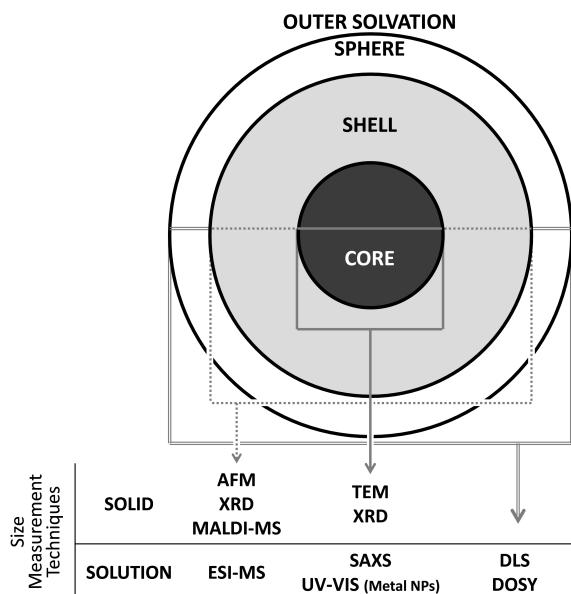 OUTER SOLVATION
SPHERE
SHELL
CORE
Size
Measurement
Techniques
SOLID
AFM
XRD
MALDI-MS
TEM
XRD
SOLUTION
ESI-MS
SAXS
UV-VIS (Metal NPs)
DLS
DOSY